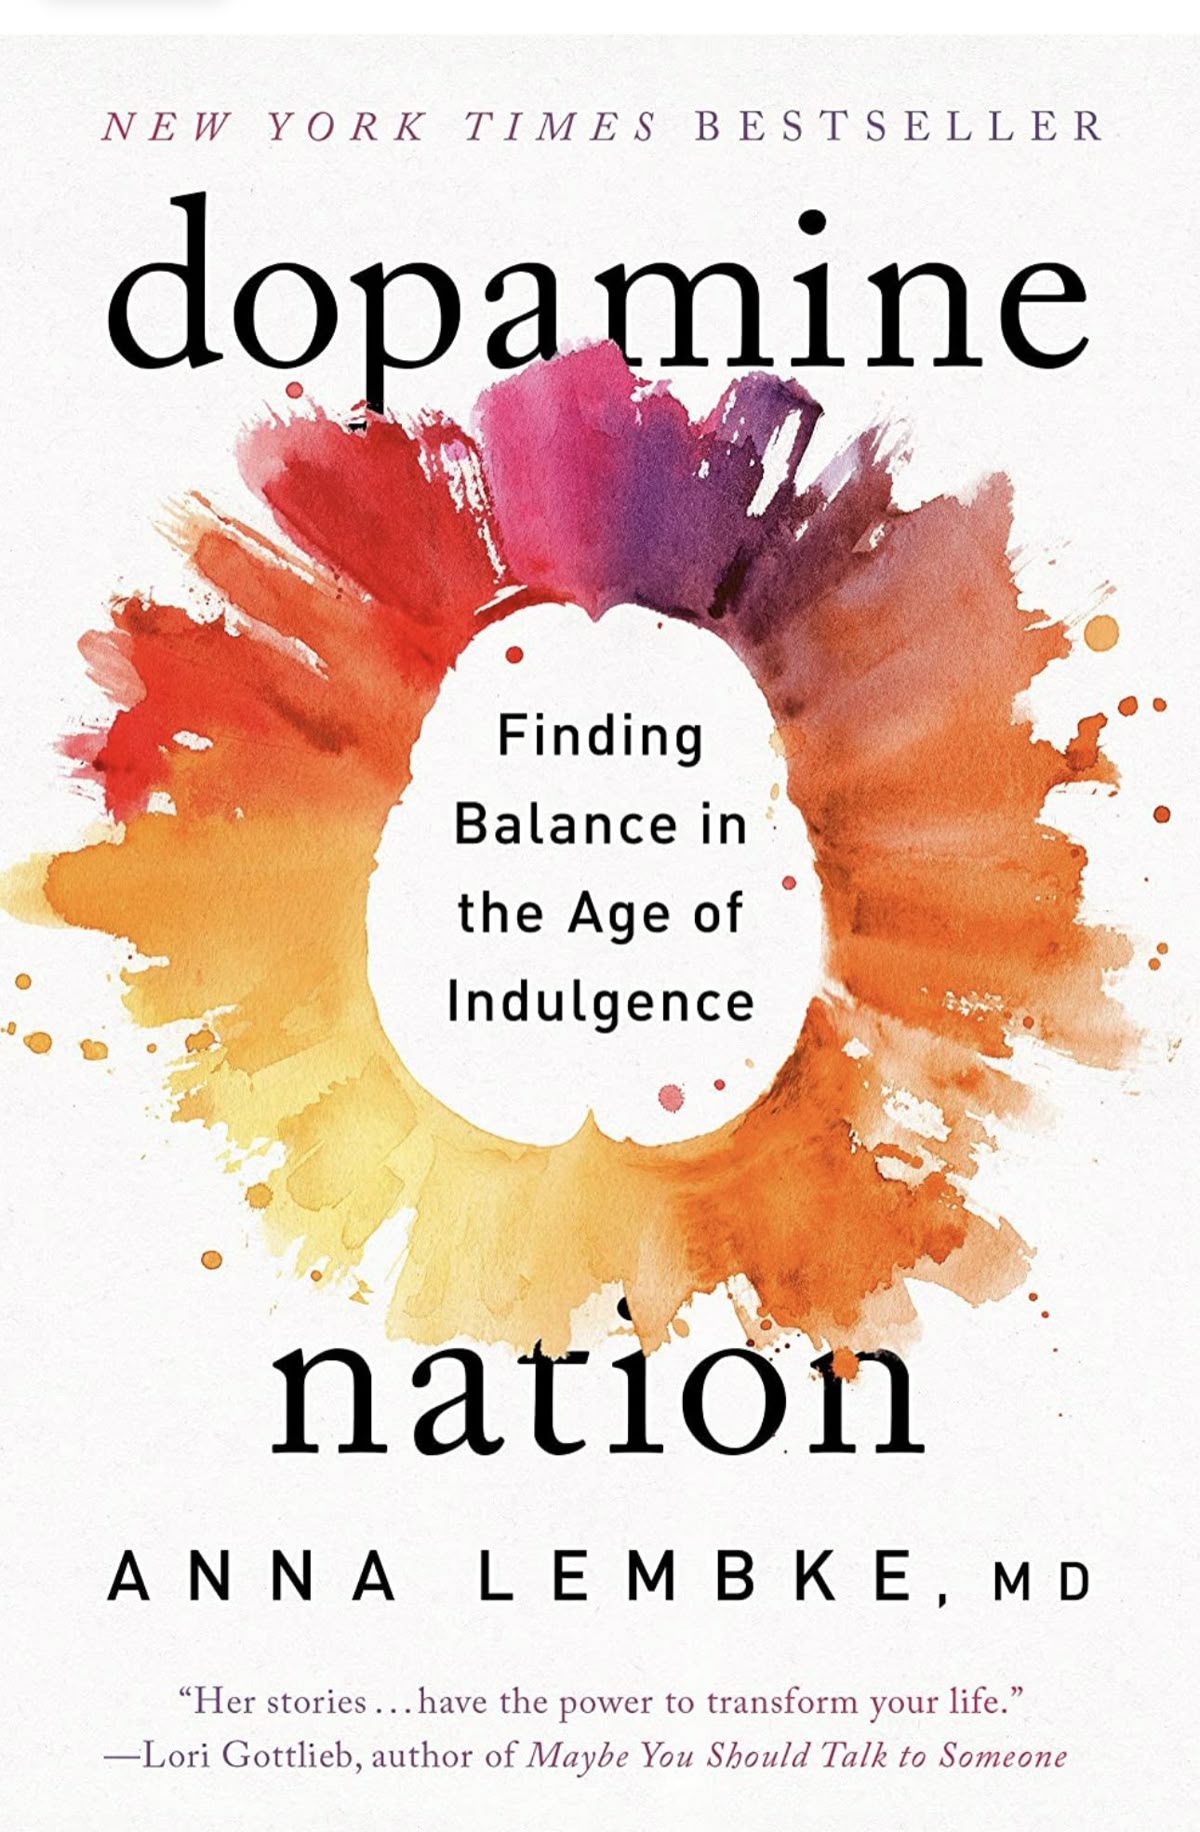 NEW YORK TIMES BESTSELLER
dopamine
Finding
Balance in
the Age of
Indulgence
nation
ANNA LEMBKE, MD
“Her stories...have the power to transform your life.”
—Lori Gottlieb, author of Maybe You Should Talk to Someone